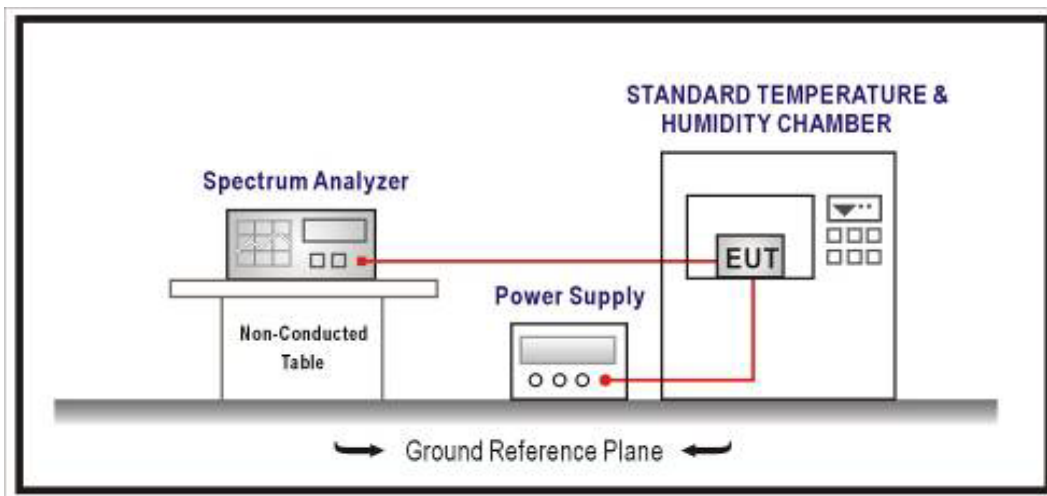 STANDARD TEMPERATURE &
HUMIDITY CHAMBER
Spectrum Analyzer
EUT
Power Supply
Non-Conducted
Table
Ground Reference Plane